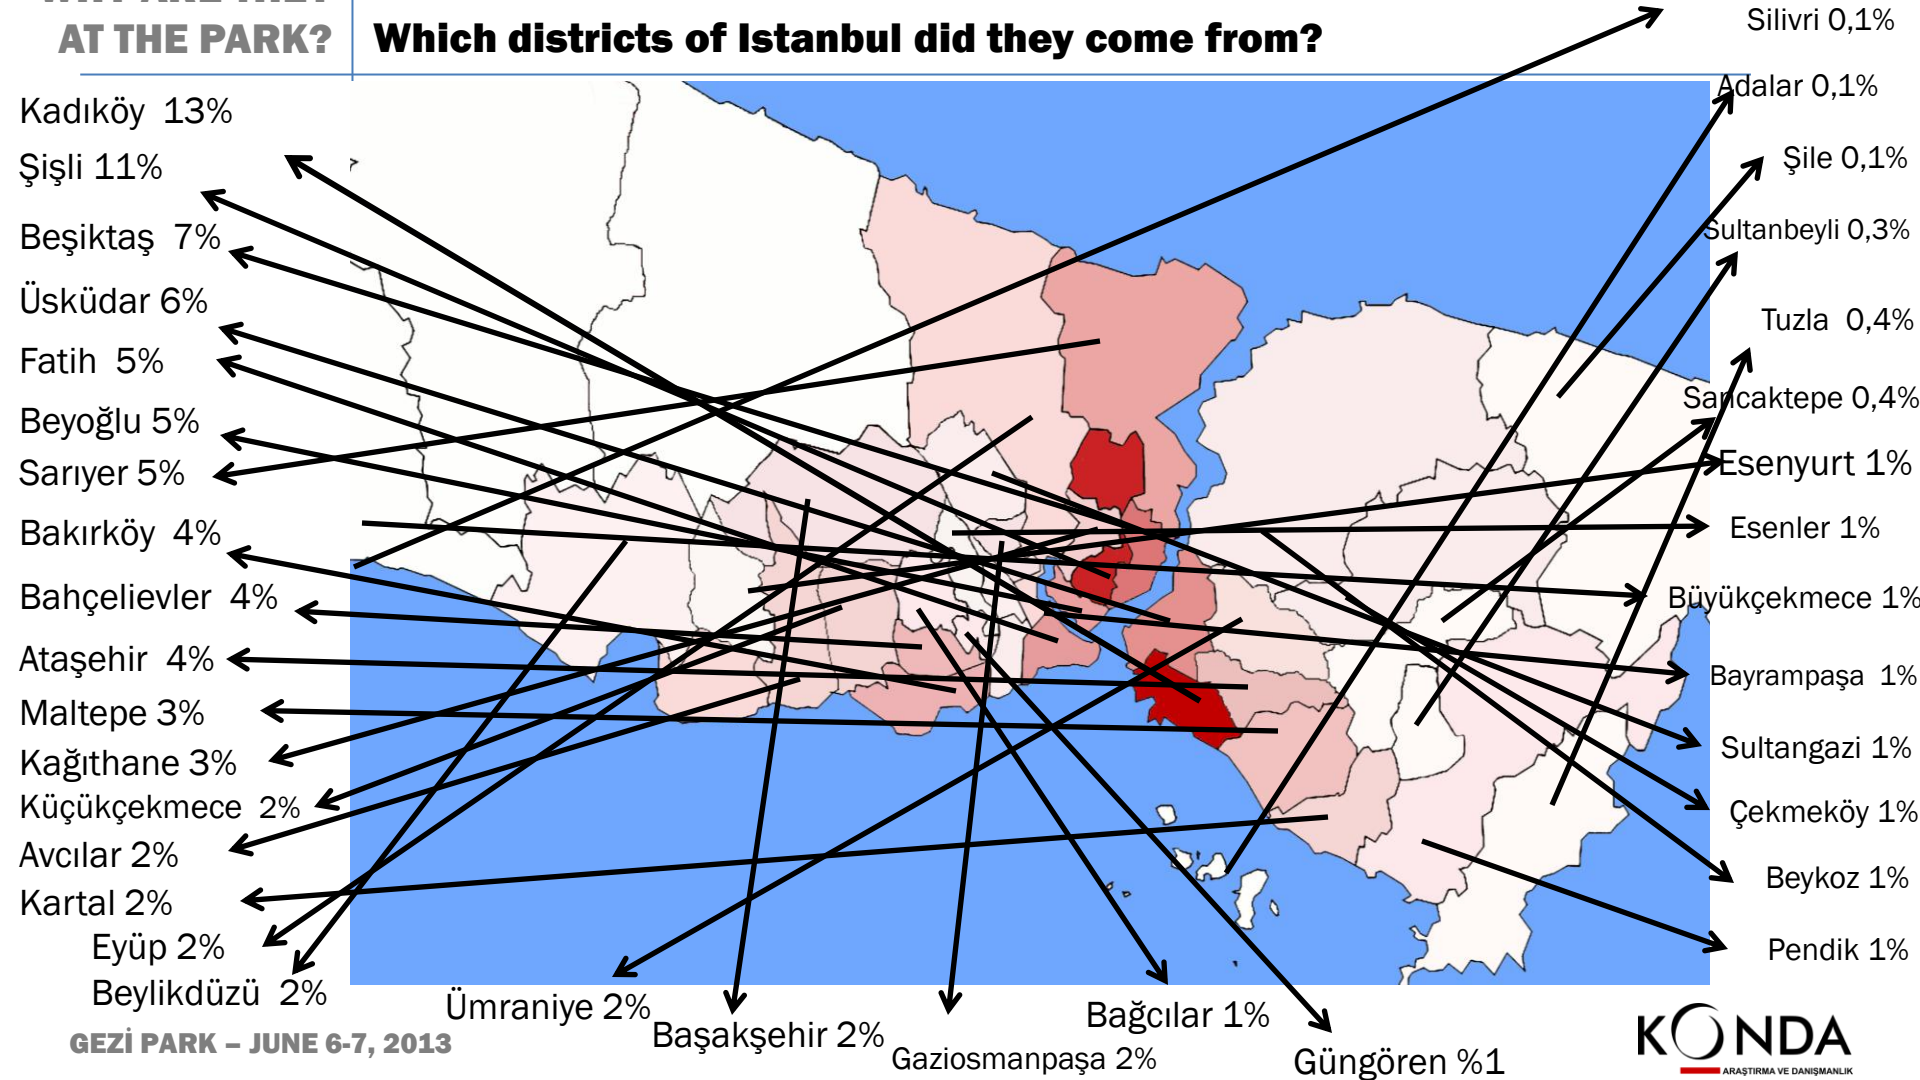 WHY ARE THEY
AT THE PARK?
Which districts of Istanbul did they come from?
Kadıköy 13%
Şişli 11%
Beşiktaş 7%
Üsküdar 6%
Fatih 5%
Beyoğlu 5%
Sarıyer 5%
Bakırköy 4%
Bahçelievler 4%
Ataşehir 4%
Maltepe 3%
Kağıthane 3%
Küçükçekmece 2%
Avcılar 2%
Kartal 2%
Eyüp 2%
Beylikdüzü 2%
Ümraniye 2%
Başakşehir 2%
Gaziosmanpaşa 2%
Bağcılar 1%
Güngören %1
Silivri 0,1%
Adalar 0,1%
Şile 0,1%
Sultanbeyli 0,3%
Tuzla 0,4%
Sancaktepe 0,4%
Esenyurt 1%
Esenler 1%
Büyükçekmece 1%
Bayrampaşa 1%
Sultangazi 1%
Çekmeköy 1%
Beykoz 1%
Pendik 1%
GEZİ PARK – JUNE 6-7, 2013
KONDA
ARAŞTIRMA VE DANIŞMANLIK